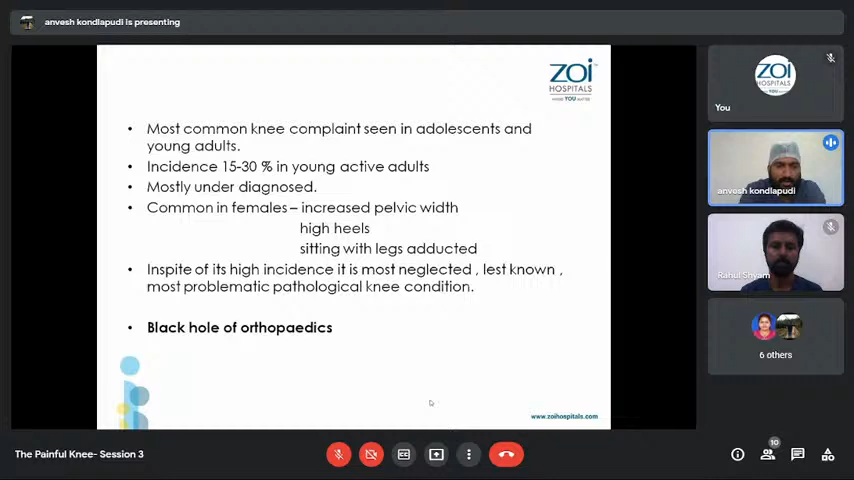 anvesh kondlapudi is presenting
ZOI
HOSPITALS
• Most common knee complaint seen in adolescents and
young adults.
• Incidence 15-30 % in young active adults
• Mostly under diagnosed.
• Common in females – increased pelvic width
high heels
sitting with legs adducted
• Inspite of its high incidence it is most neglected , lest known ,
most problematic pathological knee condition.
• Black hole of orthopaedics
www.zoihospitals.com
ZOI
HOSPITALS
You
anvesh kondlapudi
Rahul Shyam
6 others
The Painful Knee- Session 3
10